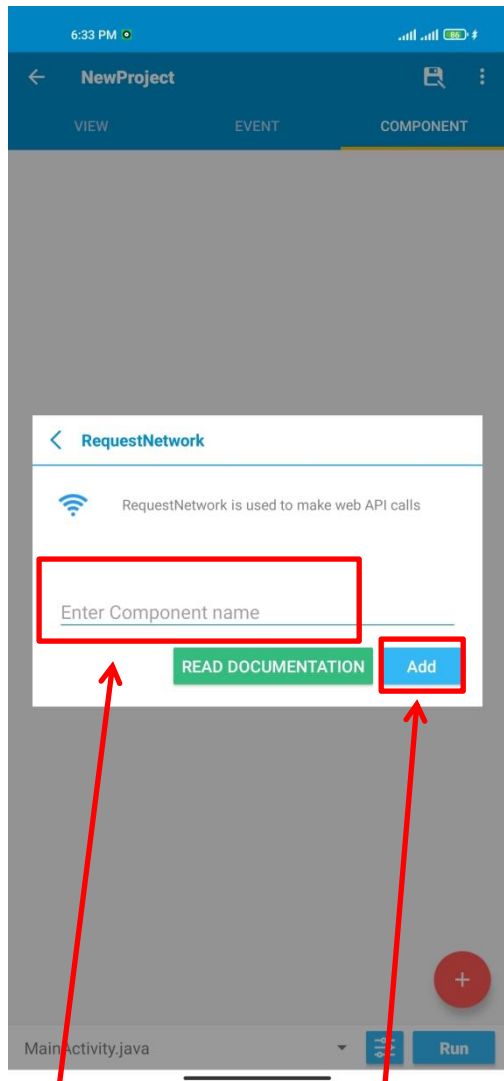 6:33 PM
86
NewProject
VIEW EVENT COMPONENT
RequestNetwork
RequestNetwork is used to make web API calls
Enter Component name
READ DOCUMENTATION Add
+
MainActivity.java Run